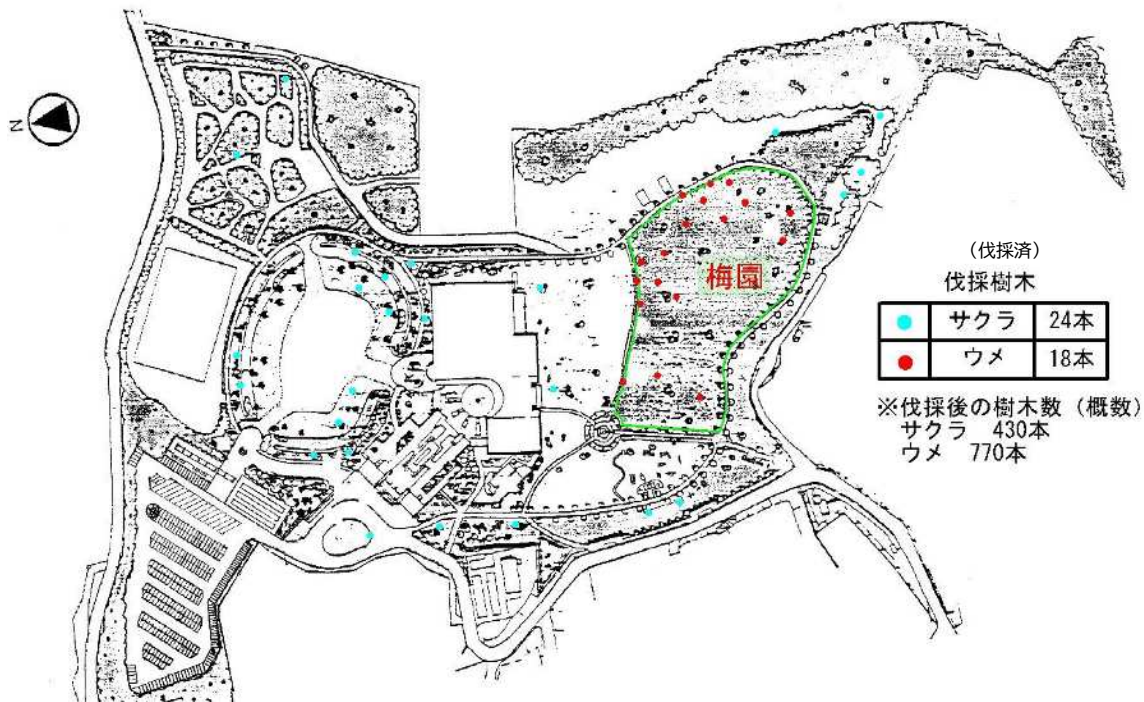 N
梅園
(伐採済)
伐採樹木
サクラ 24本
ウメ 18本
※伐採後の樹木数(概数)
サクラ 430本
ウメ 770本